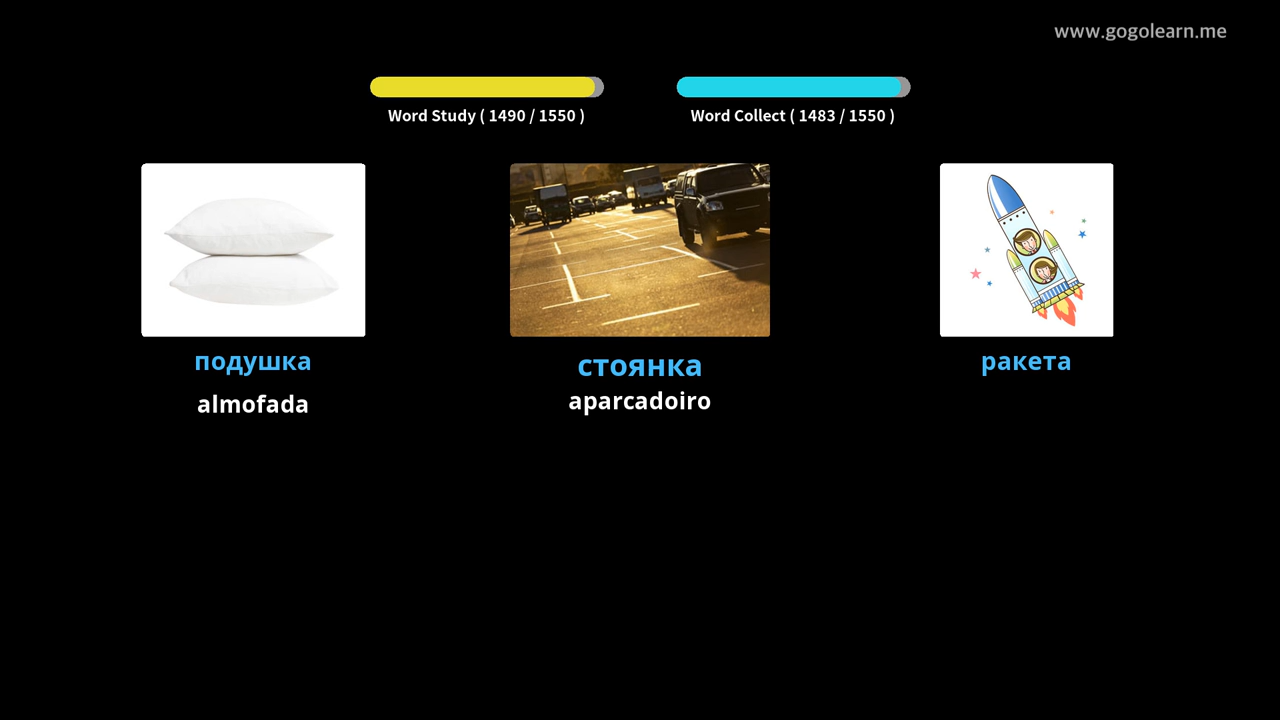 www.gogolearn.me
Word Study ( 1490 / 1550 )
Word Collect ( 1483 / 1550 )
подушка
almofada
стоянка
aparcadoiro
ракета